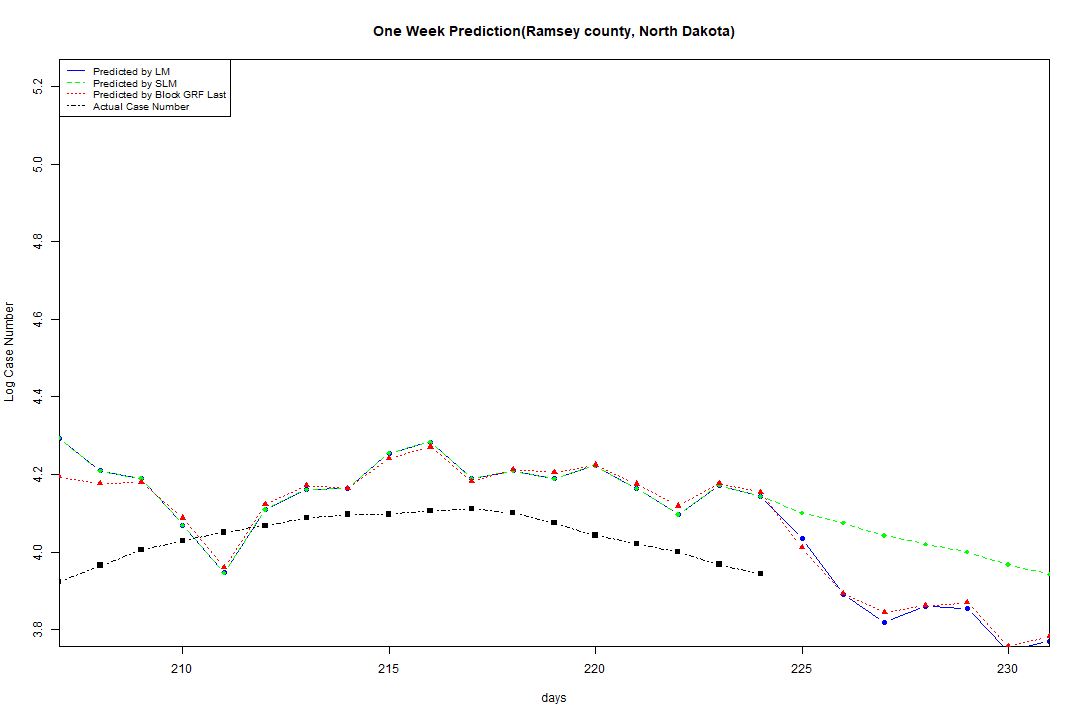 One Week Prediction(Ramsey county, North Dakota)
Predicted by LM
Predicted by SLM
Predicted by Block GRF Last
Actual Case Number
5.2
5.0
4.8
4.6
4.4
4.2
4.0
3.8
Log Case Number
210
215
220
225
230
days